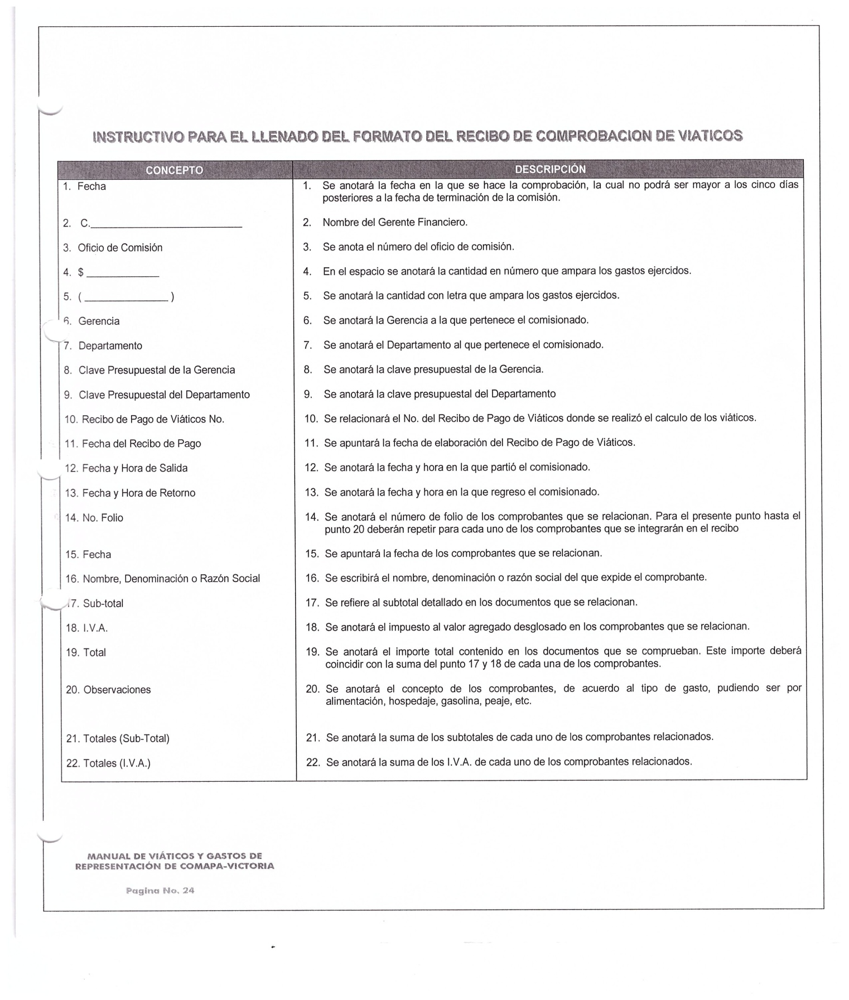 INSTRUCTIVO PARA EL LLENADO DEL FORMATO DEL RECIBO DE COMPROBACION DE VIATICOS
CONCEPTO DESCRIPCIÓN
1. Fecha 1. Se anotará la fecha en la que se hace la comprobación, la cual no podrá ser mayor a los cinco días
posteriores a la fecha de terminación de la comisión.
2. C.__________________________ 2. Nombre del Gerente Financiero.
3. Oficio de Comisión 3. Se anota el número del oficio de comisión.
4. $ ____________ 4. En el espacio se anotará la cantidad en número que ampara los gastos ejercidos.
5. ( ______________ ) 5. Se anotará la cantidad con letra que ampara los gastos ejercidos.
6. Gerencia 6. Se anotará la Gerencia a la que pertenece el comisionado.
7. Departamento 7. Se anotará el Departamento al que pertenece el comisionado.
8. Clave Presupuestal de la Gerencia 8. Se anotará la clave presupuestal de la Gerencia.
9. Clave Presupuestal del Departamento 9. Se anotará la clave presupuestal del Departamento
10. Recibo de Pago de Viáticos No. 10. Se relacionará el No. del Recibo de Pago de Viáticos donde se realizó el calculo de los viáticos.
11. Fecha del Recibo de Pago 11. Se apuntará la fecha de elaboración del Recibo de Pago de Viáticos.
12. Fecha y Hora de Salida 12. Se anotará la fecha y hora en la que partió el comisionado.
13. Fecha y Hora de Retorno 13. Se anotará la fecha y hora en la que regreso el comisionado.
14. No. Folio 14. Se anotará el número de folio de los comprobantes que se relacionan. Para el presente punto hasta el
punto 20 deberán repetir para cada uno de los comprobantes que se integrarán en el recibo
15. Fecha 15. Se apuntará la fecha de los comprobantes que se relacionan.
16. Nombre, Denominación o Razón Social 16. Se escribirá el nombre, denominación o razón social del que expide el comprobante.
17. Sub-total 17. Se refiere al subtotal detallado en los documentos que se relacionan.
18. I.V.A. 18. Se anotará el impuesto al valor agregado desglosado en los comprobantes que se relacionan.
19. Total 19. Se anotará el importe total contenido en los documentos que se comprueban. Este importe deberá
coincidir con la suma del punto 17 y 18 de cada una de los comprobantes.
20. Observaciones 20. Se anotará el concepto de los comprobantes, de acuerdo al tipo de gasto, pudiendo ser por
alimentación, hospedaje, gasolina, peaje, etc.
21. Totales (Sub-Total) 21. Se anotará la suma de los subtotales de cada uno de los comprobantes relacionados.
22. Totales (I.V.A.) 22. Se anotará la suma de los I.V.A. de cada uno de los comprobantes relacionados.
MANUAL DE VIÁTICOS Y GASTOS DE
REPRESENTACIÓN DE COMAPA-VICTORIA
Pagina No. 24